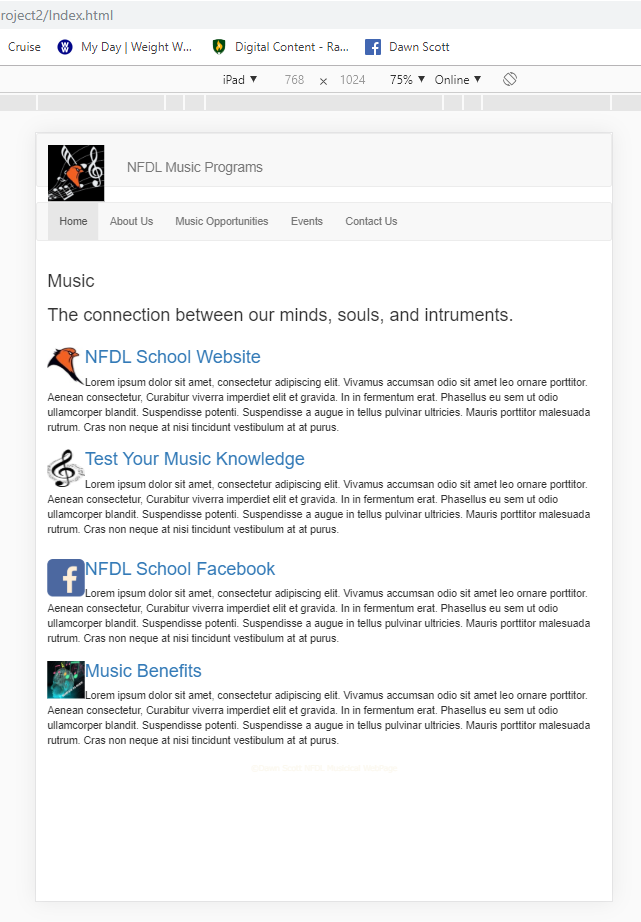 roject2/Index.html
Cruise My Day | Weight W... Digital Content - Ra... Dawn Scott
iPad ▼ 768 × 1024 75% ▼ Online ▼
NFDL Music Programs
Home About Us Music Opportunities Events Contact Us
Music
The connection between our minds, souls, and intruments.
NFDL School Website
Lorem ipsum dolor sit amet, consectetur adipiscing elit. Vivamus accumsan odio sit amet leo ornare porttitor.
Aenean consectetur, Curabitur viverra imperdiet elit et gravida. In in fermentum erat. Phasellus eu sem ut odio
ullamcorper blandit. Suspendisse potenti. Suspendisse a augue in tellus pulvinar ultricies. Mauris porttitor malesuada
rutrum. Cras non neque at nisi tincidunt vestibulum at at purus.
Test Your Music Knowledge
Lorem ipsum dolor sit amet, consectetur adipiscing elit. Vivamus accumsan odio sit amet leo ornare porttitor.
Aenean consectetur, Curabitur viverra imperdiet elit et gravida. In in fermentum erat. Phasellus eu sem ut odio
ullamcorper blandit. Suspendisse potenti. Suspendisse a augue in tellus pulvinar ultricies. Mauris porttitor malesuada
rutrum. Cras non neque at nisi tincidunt vestibulum at at purus.
NFDL School Facebook
Lorem ipsum dolor sit amet, consectetur adipiscing elit. Vivamus accumsan odio sit amet leo ornare porttitor.
Aenean consectetur, Curabitur viverra imperdiet elit et gravida. In in fermentum erat. Phasellus eu sem ut odio
ullamcorper blandit. Suspendisse potenti. Suspendisse a augue in tellus pulvinar ultricies. Mauris porttitor malesuada
rutrum. Cras non neque at nisi tincidunt vestibulum at at purus.
Music Benefits
Lorem ipsum dolor sit amet, consectetur adipiscing elit. Vivamus accumsan odio sit amet leo ornare porttitor.
Aenean consectetur, Curabitur viverra imperdiet elit et gravida. In in fermentum erat. Phasellus eu sem ut odio
ullamcorper blandit. Suspendisse potenti. Suspendisse a augue in tellus pulvinar ultricies. Mauris porttitor malesuada
rutrum. Cras non neque at nisi tincidunt vestibulum at at purus.